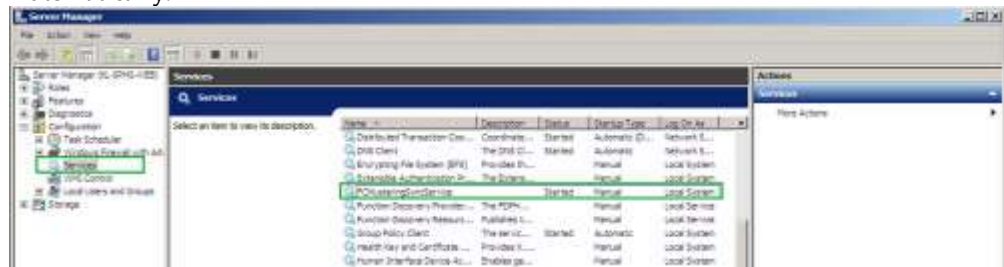 Server Manager
File Action View Help
Server Manager
Roles
Features
Diagnostics
Configuration
Task Scheduler
Windows Firewall with Ad
Services
WMI Control
Local Users and Groups
Storage
Services
Services
Select an item to view its description.
Name Description Status Startup Type Log On As
Distributed Transaction Coo... Coordinate... Started Automatic (D... Network S...
DNS Client The DNS Cl... Started Automatic Network S...
Encrypting File System (EFS) Provides th... Manual Local System
Extensible Authentication Pr... The Extens... Manual Local System
Started Manual Local System
Function Discovery Provider... The FDPH... Manual Local Service
Function Discovery Resourc... Publishes t... Manual Local Service
Group Policy Client The servic... Started Automatic Local System
Health Key and Certificate ... Provides X... Manual Local System
Human Interface Device Ac... Enables ge... Manual Local System
Actions
Services
More Actions